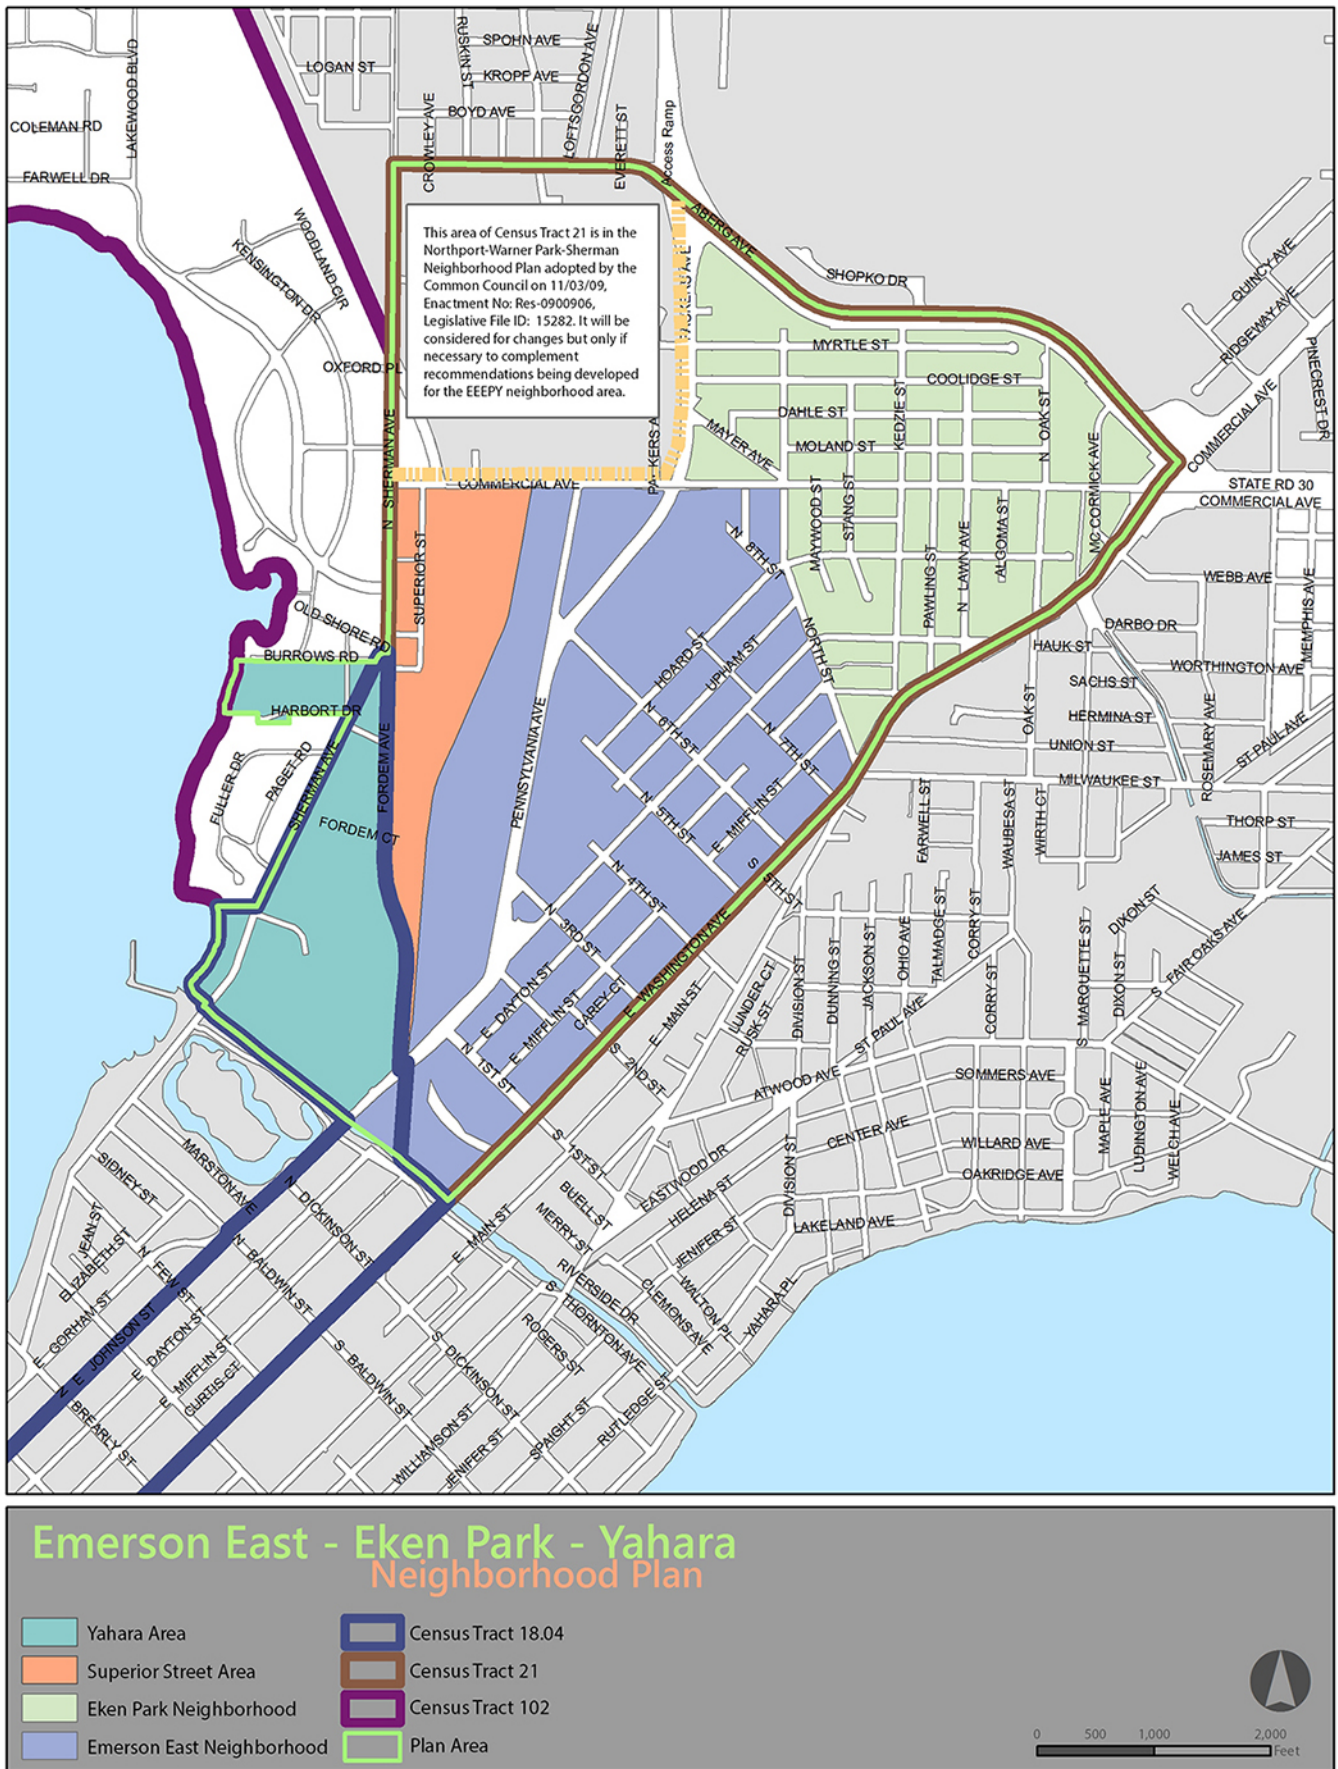 RUSKIN ST
SPOHN AVE
LOFTSGORDON AVE
LAKEWOOD BLVD
LOGAN ST
KROPF AVE
BOYD AVE
CROWLEY AVE
EVERETT ST
Access Ramp
COLEMAN RD
FARWELL DR
WOODLAND CIR
KENSINGTON DR
ABERG AVE
SHOPKO DR
QUINCY AVE
RIDGEWAY AVE
PINECREST DR
This area of Census Tract 21 is in the
Northport-Warner Park-Sherman
Neighborhood Plan adopted by the
Common Council on 11/03/09,
Enactment No: Res-0900906,
Legislative File ID: 15282. It will be
considered for changes but only if
necessary to complement
recommendations being developed
for the EEEPY neighborhood area.
OXFORD PL
MYRTLE ST
COOLIDGE ST
DAHLE ST
KEDZIE ST
N OAK ST
MAYER AVE
MOLAND ST
COMMERCIAL AVE
N SHERMAN AVE
COMMERCIAL AVE
MC CORMICK AVE
STATE RD 30
COMMERCIAL AVE
MAYWOOD ST
STANG ST
SUPERIOR ST
N 8TH ST
PAWLING ST
N LAWN AVE
ALGOMA ST
WEBB AVE
MEMPHIS AVE
OLD SHORE RD
BURROWS RD
HOARD ST
UPHAM ST
NORTH ST
DARBO DR
HAUK ST
WORTHINGTON AVE
SACHS ST
HARBORT DR
N 6TH ST
N 7TH ST
OAK ST
HERMINA ST
UNION ST
ROSEMARY AVE
ST PAUL AVE
FULLER DR
PAGET RD
SHERMAN AVE
FORDEM AVE
PENNSYLVANIA AVE
MILWAUKEE ST
FORDEM CT
N 5TH ST
E MIFFLIN ST
FARWELL ST
WAUBESA ST
WIRTH CT
THORP ST
JAMES ST
S 5TH ST
N 4TH ST
N 3RD ST
E WASHINGTON AVE
CORRY ST
TALMADGE ST
OHIO AVE
JACKSON ST
DUNNING ST
DIVISION ST
DIXON ST
S MARQUETTE ST
S FAIR OAKS AVE
DIXON ST
CORRY ST
E DAYTON ST
E MIFFLIN ST
CAREY CT
E MAIN ST
LUNDER CT
RUSK ST
ST PAUL AVE
N 1ST ST
S 2ND ST
ATWOOD AVE
SOMMERS AVE
MAPLE AVE
LUDINGTON AVE
WELCH AVE
CENTER AVE
WILLARD AVE
OAKRIDGE AVE
S 1ST ST
EASTWOOD DR
HELENA ST
DIVISION ST
LAKELAND AVE
MARSTON AVE
SIDNEY ST
N DICKINSON ST
BUELL ST
MERRY ST
E MAIN ST
JENIFER ST
JEAN ST
ELIZABETH ST
N FEW ST
N BALDWIN ST
RIVERSIDE DR
CLEMONS AVE
WALTON PL
YAHARA PL
S THORNTON AVE
ROGERS ST
E GORHAM ST
E JOHNSON ST
E DAYTON ST
E MIFFLIN ST
CURTIS CT
S BALDWIN ST
S DICKINSON ST
N BREARLY ST
WILLIAMSON ST
JENIFER ST
SPAIGHT ST
RUTLEDGE ST
Emerson East - Eken Park - Yahara
Neighborhood Plan
Yahara Area
Census Tract 18.04
Superior Street Area
Census Tract 21
Eken Park Neighborhood
Census Tract 102
Emerson East Neighborhood
Plan Area
0 500 1,000 2,000
Feet